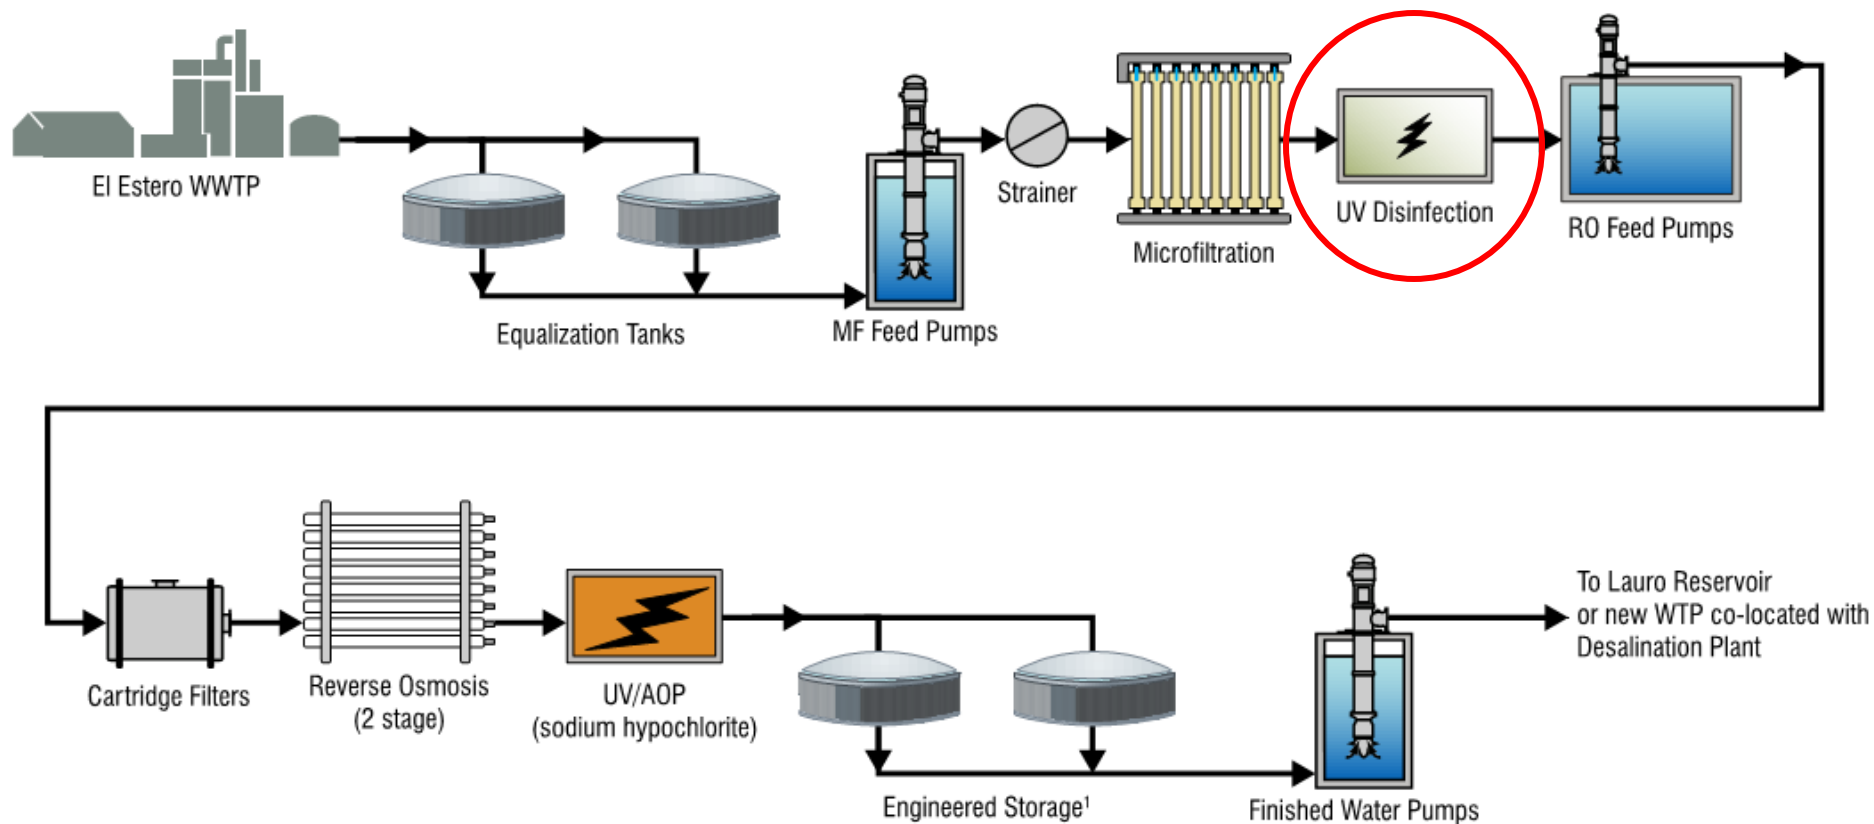 El Estero WWTP
Equalization Tanks
MF Feed Pumps
Strainer
Microfiltration
UV Disinfection
RO Feed Pumps
Cartridge Filters
Reverse Osmosis
(2 stage)
UV/AOP
(sodium hypochlorite)
Engineered Storage¹
Finished Water Pumps
To Lauro Reservoir
or new WTP co-located with
Desalination Plant